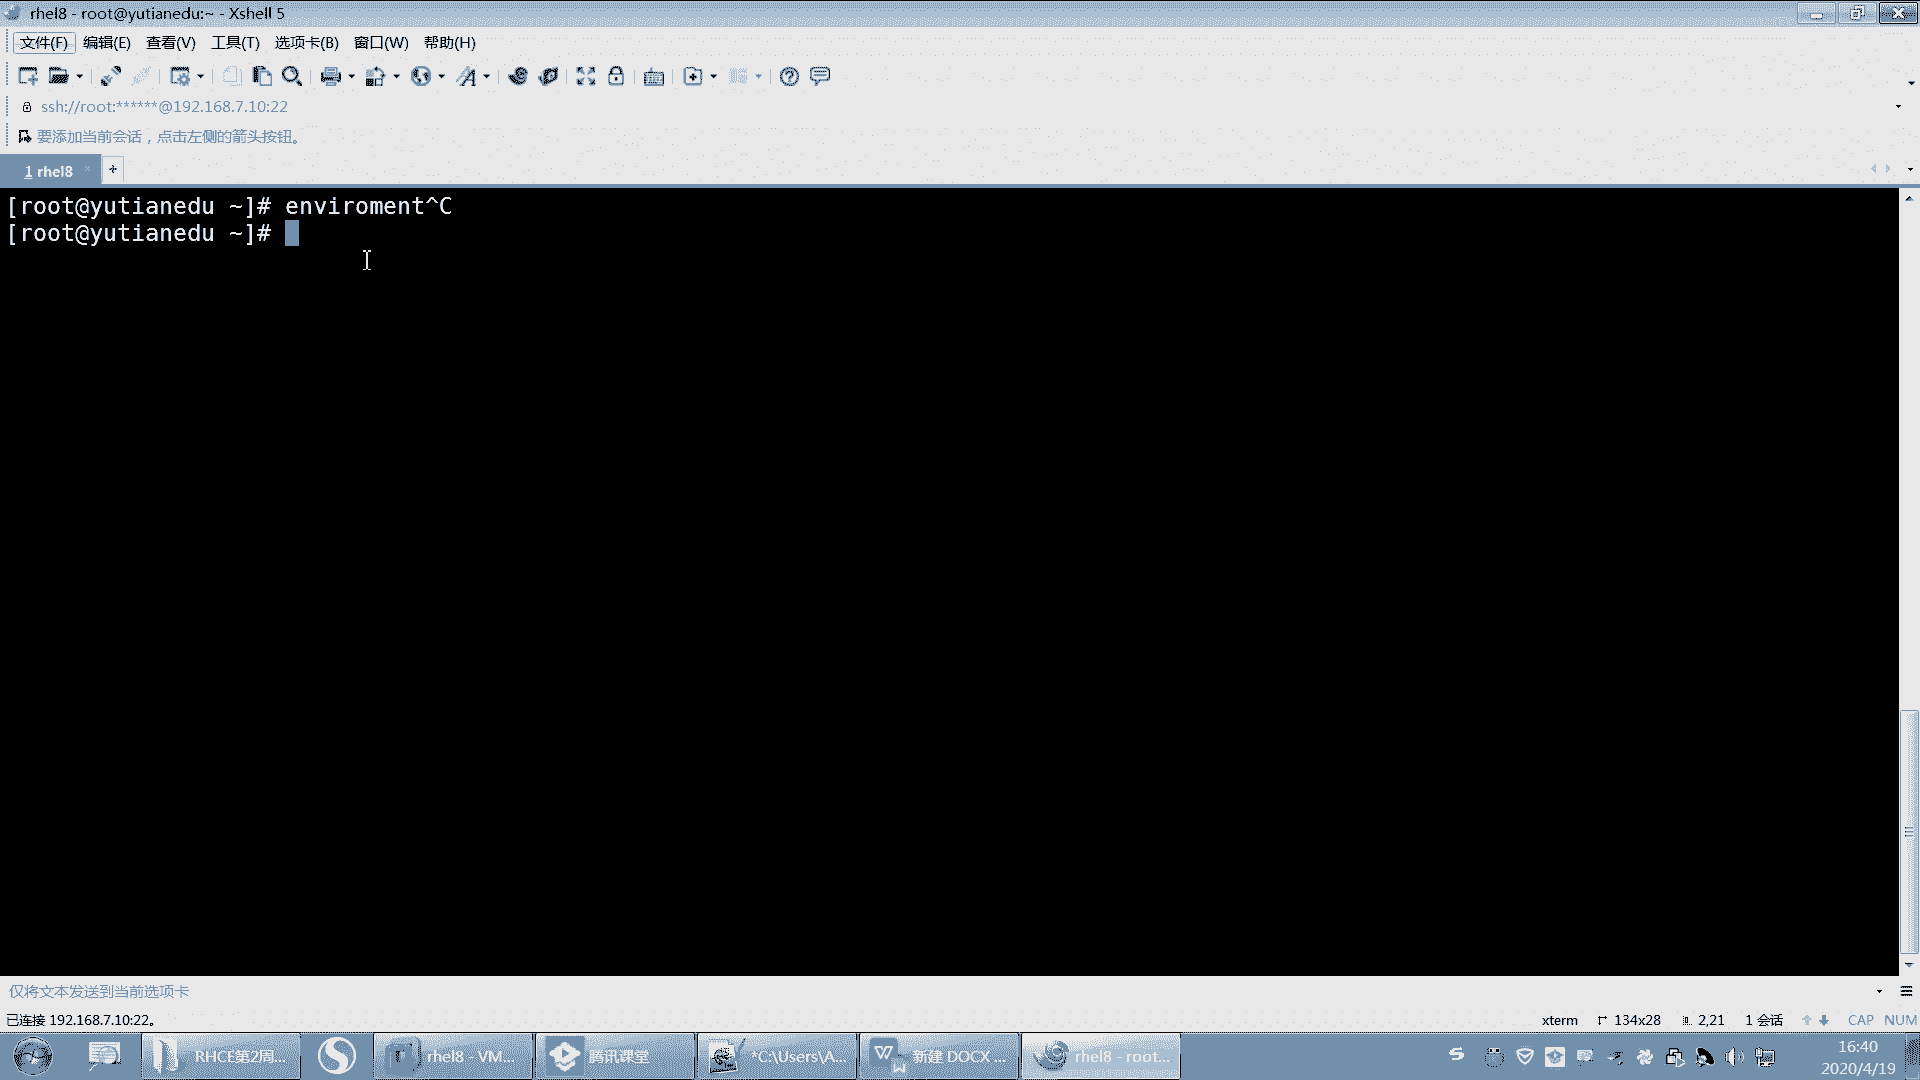 rhel8 - root@yutianedu:~ - Xshell 5
文件(F) 编辑(E) 查看(V) 工具(T) 选项卡(B) 窗口(W) 帮助(H)
ssh://root:******@192.168.7.10:22
要添加当前会话，点击左侧的箭头按钮。
1 rhel8
[root@yutianedu ~]# enviroment^C
[root@yutianedu ~]#
仅将文本发送到当前选项卡
已连接 192.168.7.10:22。 xterm 134x28 2,21 1 会话 CAP NUM
RHCE第2周... rhel8 - VM... 腾讯课堂 *C:\Users\A... 新建 DOCX ... rhel8 - root... 16:40
2020/4/19